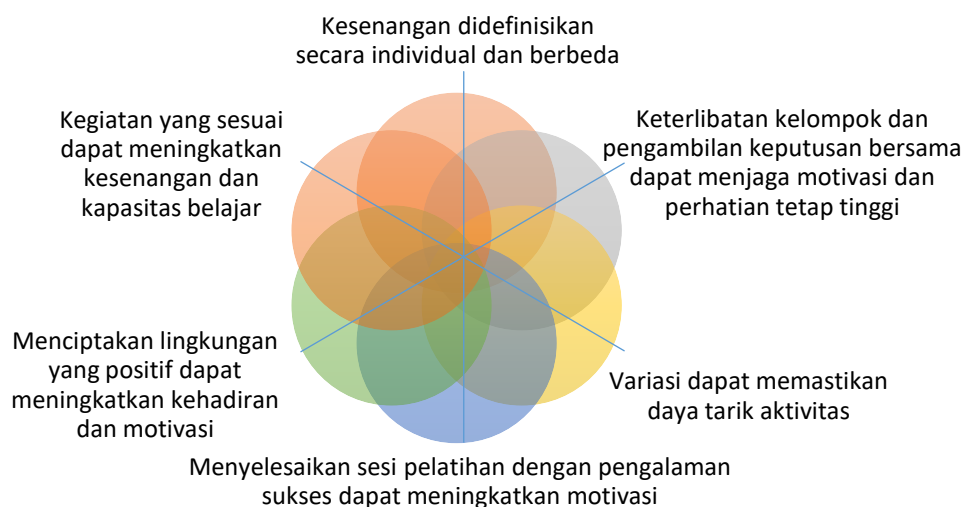 Kesenangan didefinisikan
secara individual dan berbeda
Keterlibatan kelompok dan
pengambilan keputusan bersama
dapat menjaga motivasi dan
perhatian tetap tinggi
Variasi dapat memastikan
daya tarik aktivitas
Menyelesaikan sesi pelatihan dengan pengalaman
sukses dapat meningkatkan motivasi
Menciptakan lingkungan
yang positif dapat
meningkatkan kehadiran
dan motivasi
Kegiatan yang sesuai
dapat meningkatkan
kesenangan dan
kapasitas belajar